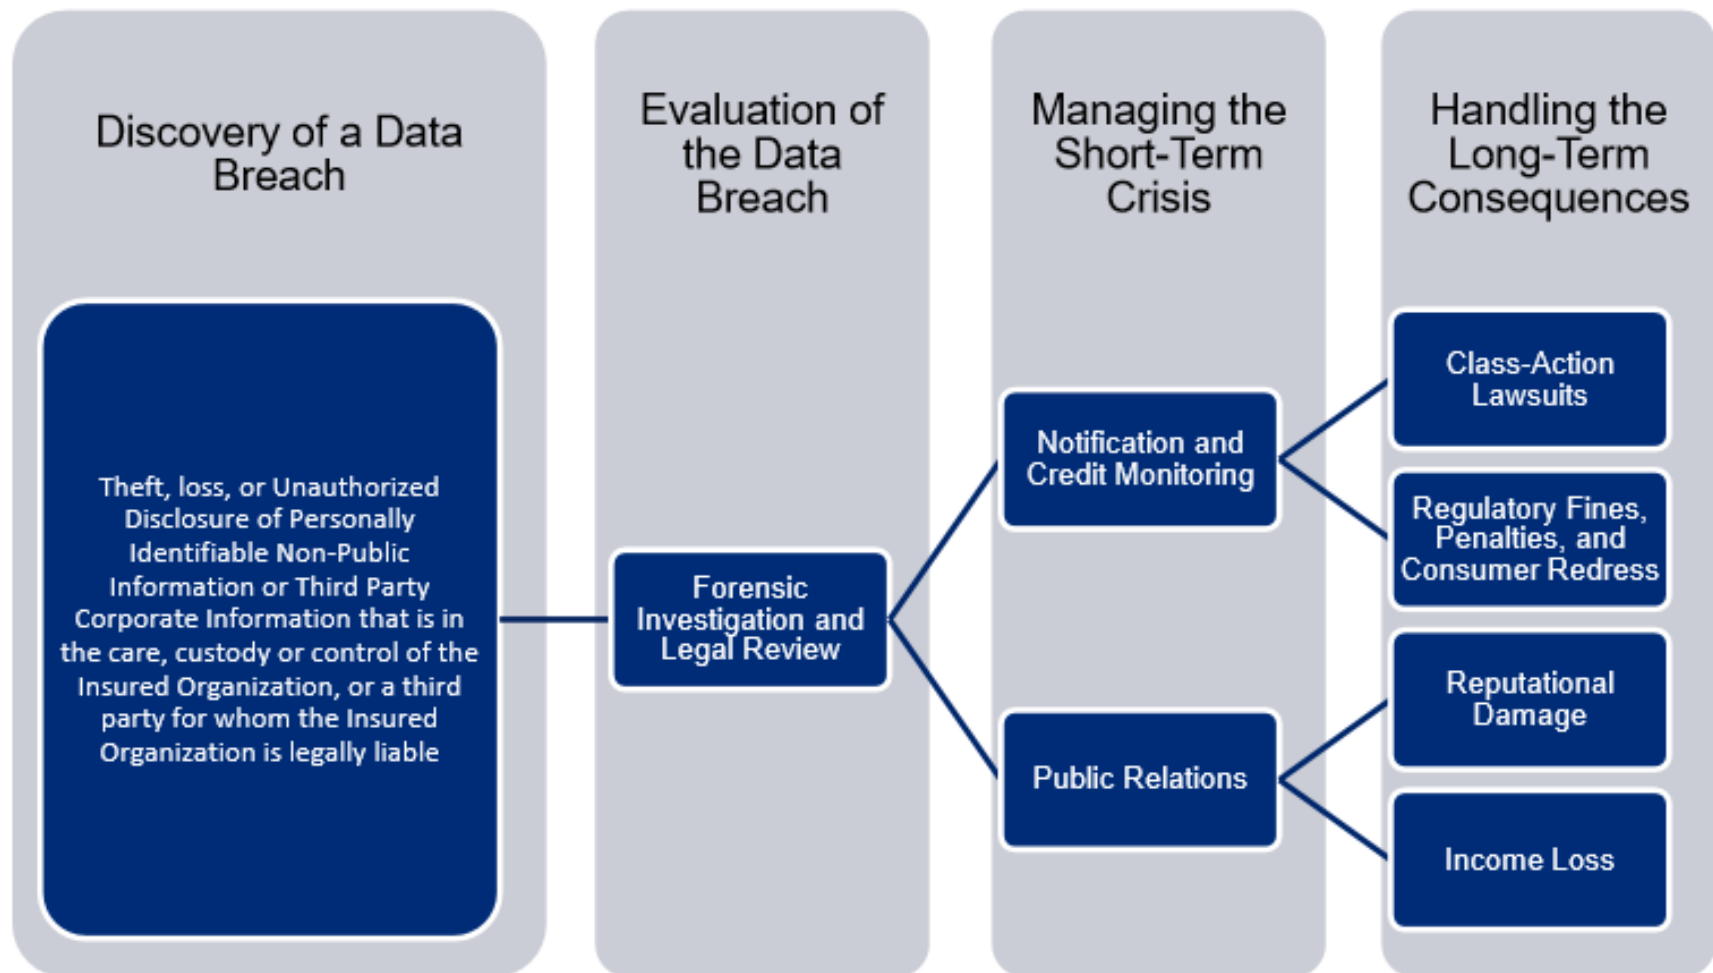 Discovery of a Data
Breach
Evaluation of
the Data
Breach
Managing the
Short-Term
Crisis
Handling the
Long-Term
Consequences
Theft, loss, or Unauthorized
Disclosure of Personally
Identifiable Non-Public
Information or Third Party
Corporate Information that is in
the care, custody or control of the
Insured Organization, or a third
party for whom the Insured
Organization is legally liable
Forensic
Investigation and
Legal Review
Notification and
Credit Monitoring
Public Relations
Class-Action
Lawsuits
Regulatory Fines,
Penalties, and
Consumer Redress
Reputational
Damage
Income Loss